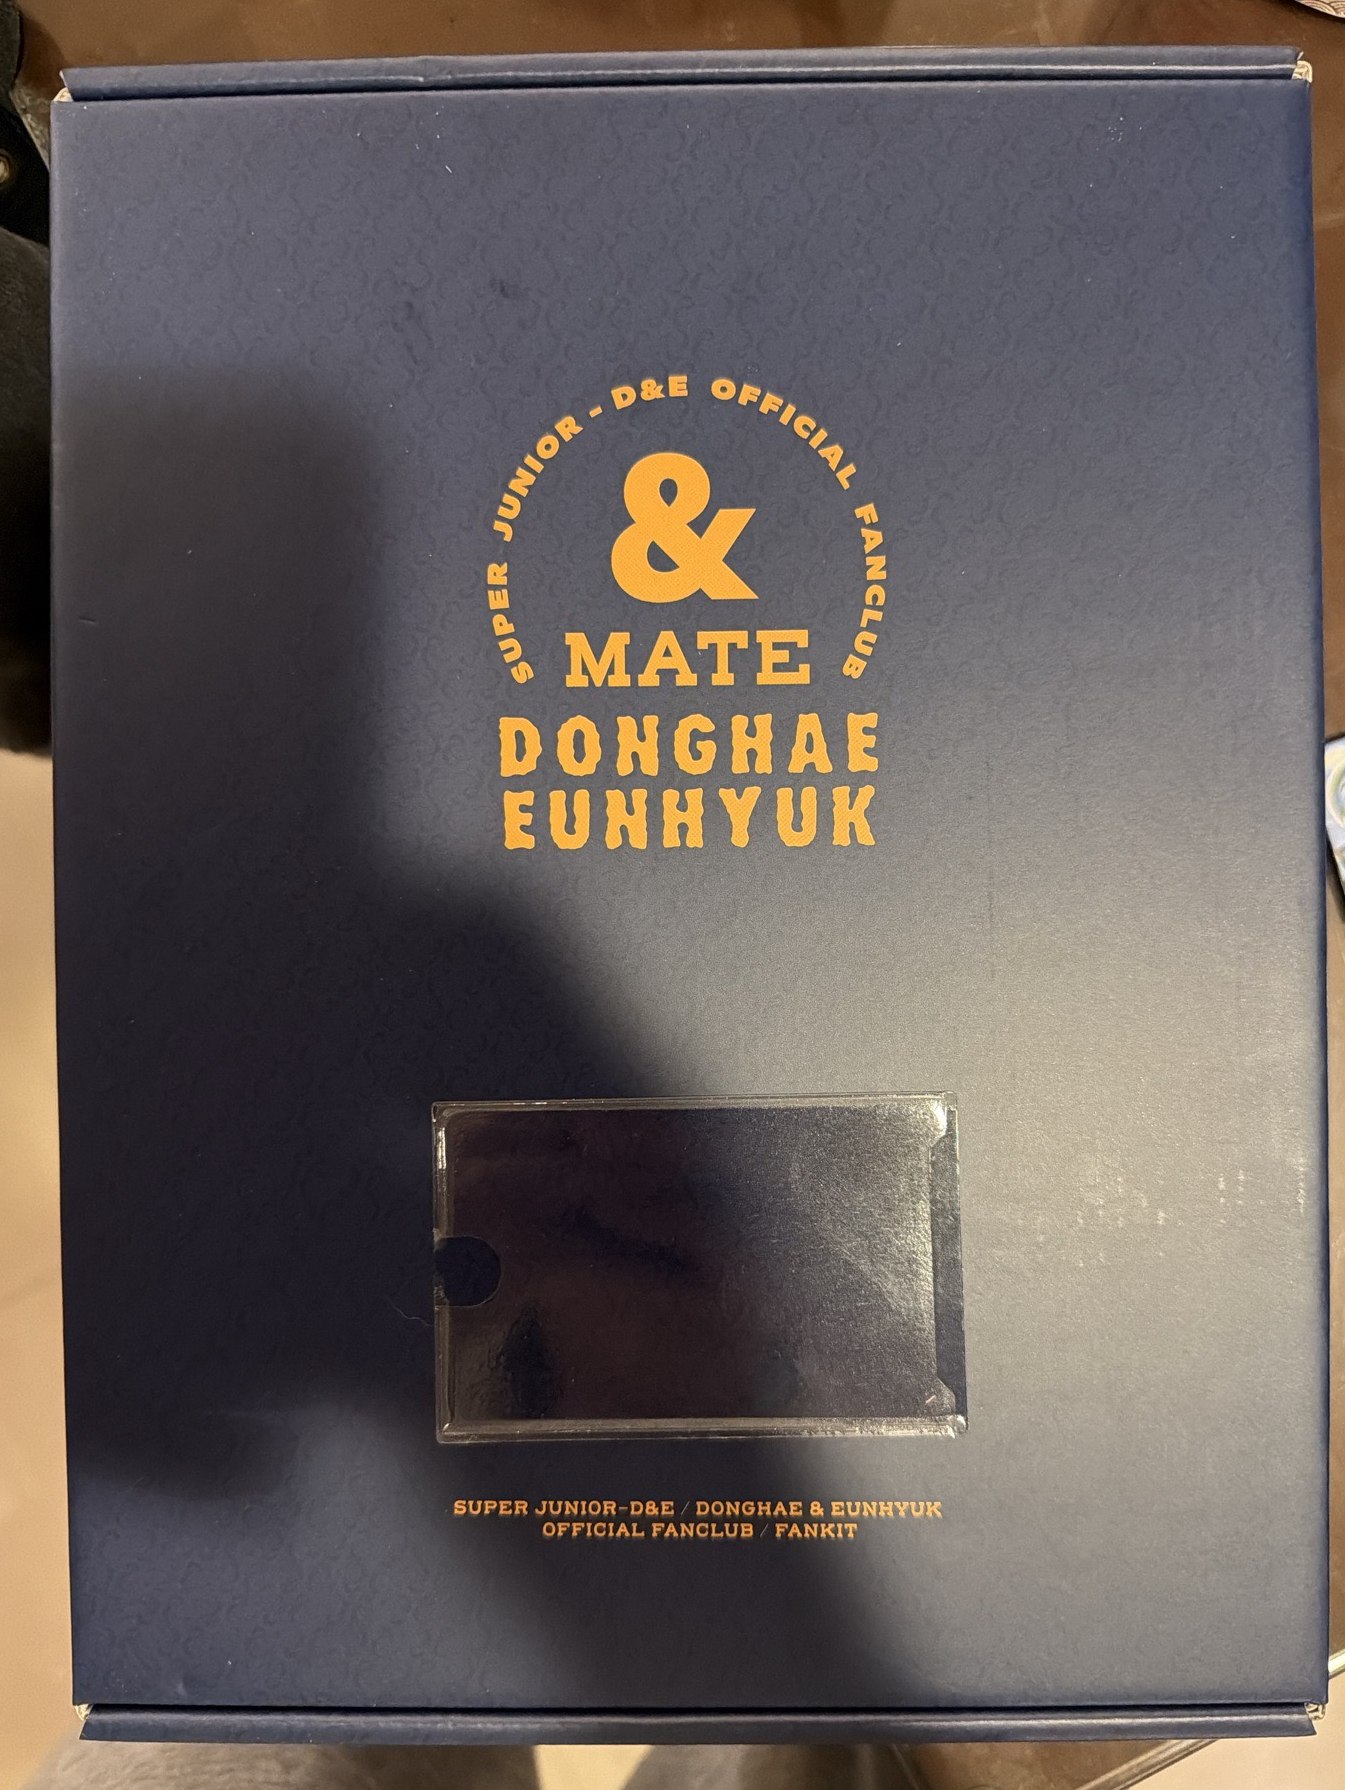 SUPER JUNIOR - D&E OFFICIAL FANCLUB
&
MATE
DONGHAE
EUNHYUK
SUPER JUNIOR-D&E / DONGHAE & EUNHYUK
OFFICIAL FANCLUB / FANKIT